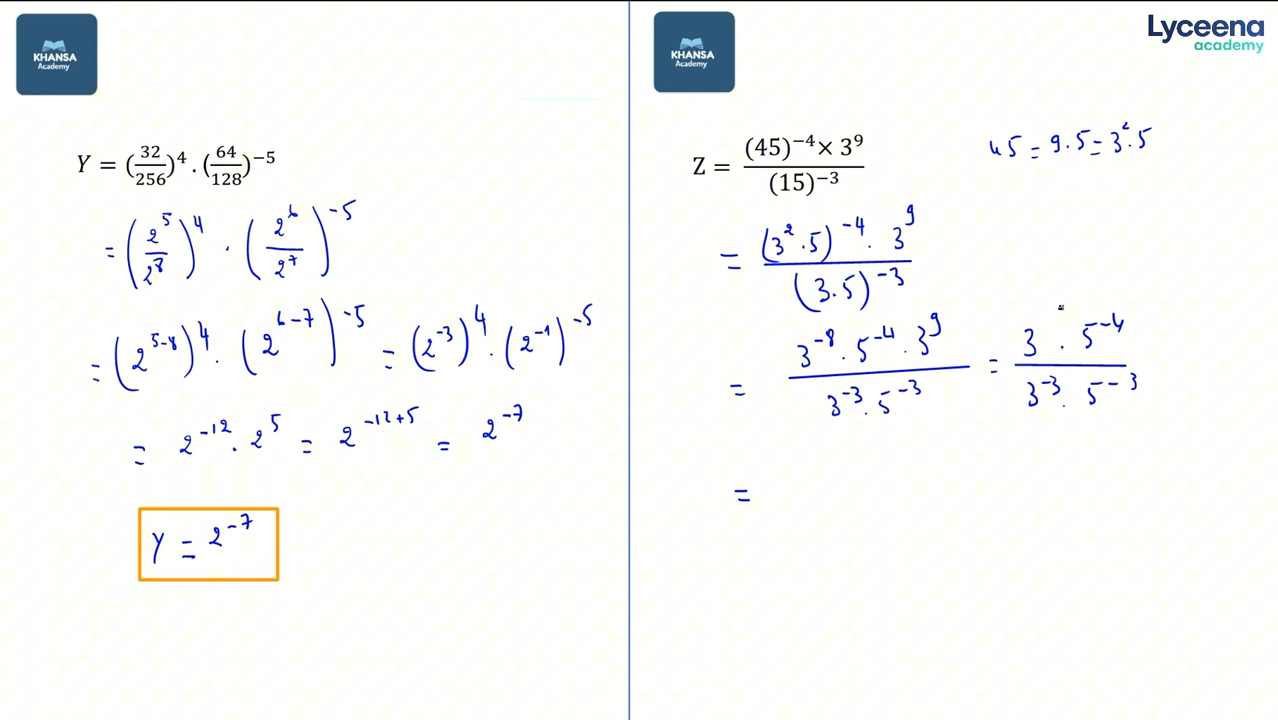 KHANSA
Academy
Y = (32/256)^4 . (64/128)^−5
= (2^5/2^8)^4 . (2^6/2^7)^-5
= (2^5-8)^4 . (2^6-7)^-5 = (2^-3)^4 . (2^-1)^-5
= 2^-12 . 2^5 = 2^-12+5 = 2^-7
Y = 2^-7
KHANSA
Academy
Lyceena
academy
Z = (45)^−4 × 3^9 / (15)^−3
45 = 9.5 = 3^2.5
= (3^2.5)^-4 . 3^9 / (3.5)^-3
= 3^-8 . 5^-4 . 3^9 / 3^-3 . 5^-3 = 3 . 5^-4 / 3^-3 . 5^-3
=